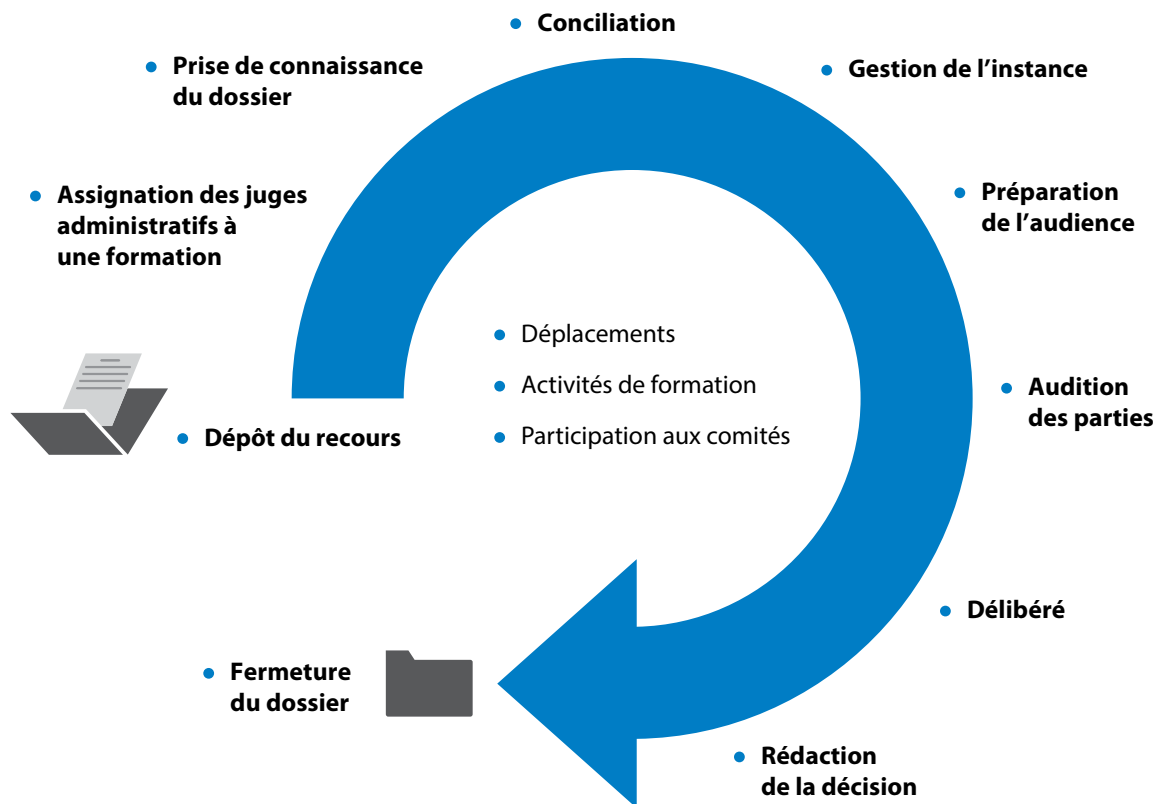 Conciliation
Prise de connaissance
du dossier
Gestion de l’instance
Assignation des juges
administratifs à
une formation
Préparation
de l’audience
Déplacements
Activités de formation
Participation aux comités
Audition
des parties
Dépôt du recours
Délibéré
Fermeture
du dossier
Rédaction
de la décision